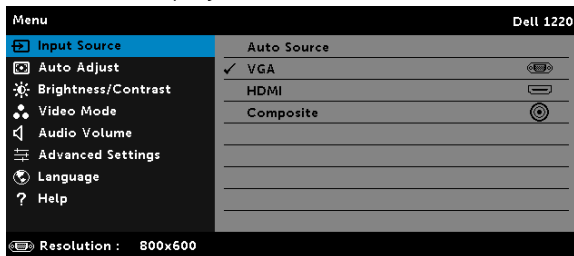 Menu Dell 1220
Input Source Auto Source
Auto Adjust ✓ VGA
Brightness/Contrast HDMI
Video Mode Composite
Audio Volume
Advanced Settings
Language
? Help
Resolution : 800x600